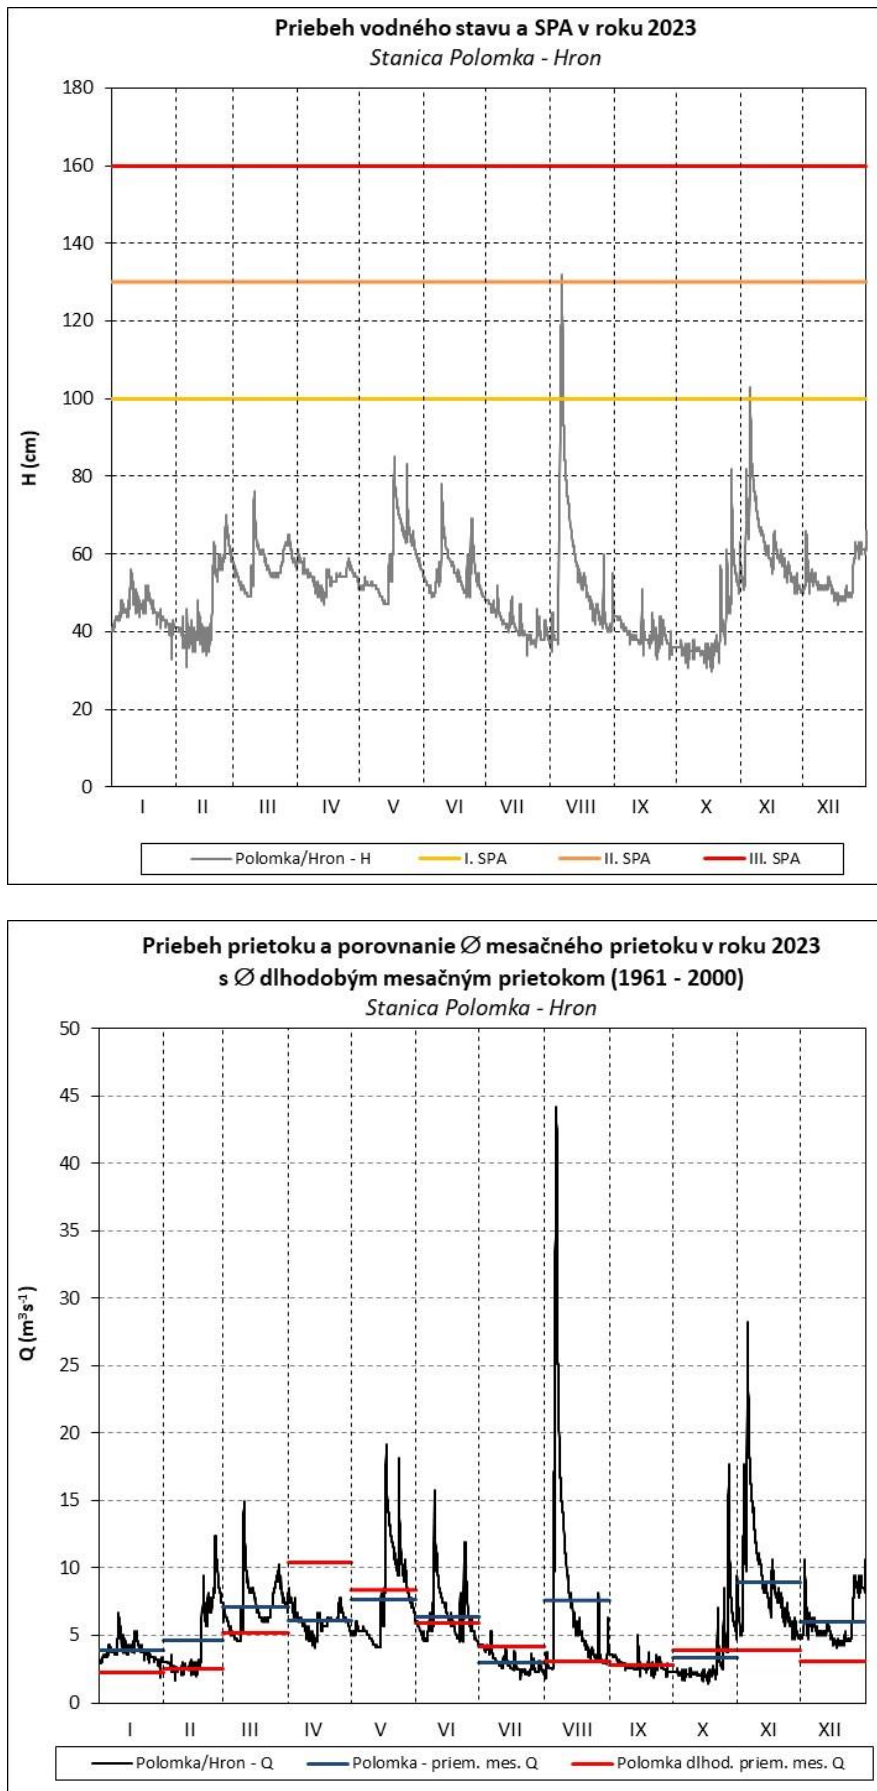 Priebeh vodného stavu a SPA v roku 2023
Stanica Polomka - Hron
H (cm)
180
160
140
120
100
80
60
40
20
0
I II III IV V VI VII VIII IX X XI XII
Polomka/Hron - H I. SPA II. SPA III. SPA
Priebeh prietoku a porovnanie Ø mesačného prietoku v roku 2023
s Ø dlhodobým mesačným prietokom (1961 - 2000)
Stanica Polomka - Hron
Q (m³s⁻¹)
50
45
40
35
30
25
20
15
10
5
0
I II III IV V VI VII VIII IX X XI XII
Polomka/Hron - Q Polomka - priem. mes. Q Polomka dlhod. priem. mes. Q